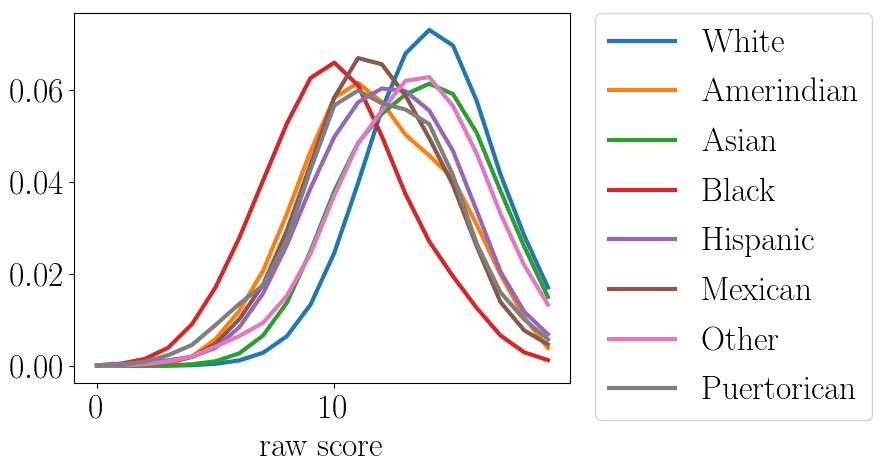 0.06
0.04
0.02
0.00
0 10
raw score
White
Amerindian
Asian
Black
Hispanic
Mexican
Other
Puertorican